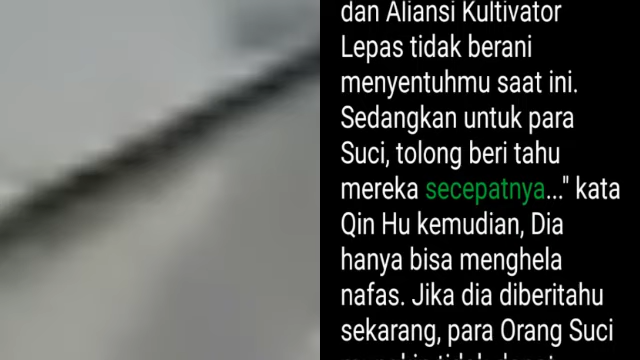 dan Aliansi Kultivator
Lepas tidak berani
menyentuhmu saat ini.
Sedangkan untuk para
Suci, tolong beri tahu
mereka secepatnya..." kata
Qin Hu kemudian, Dia
hanya bisa menghela
nafas. Jika dia diberitahu
sekarang, para Orang Suci